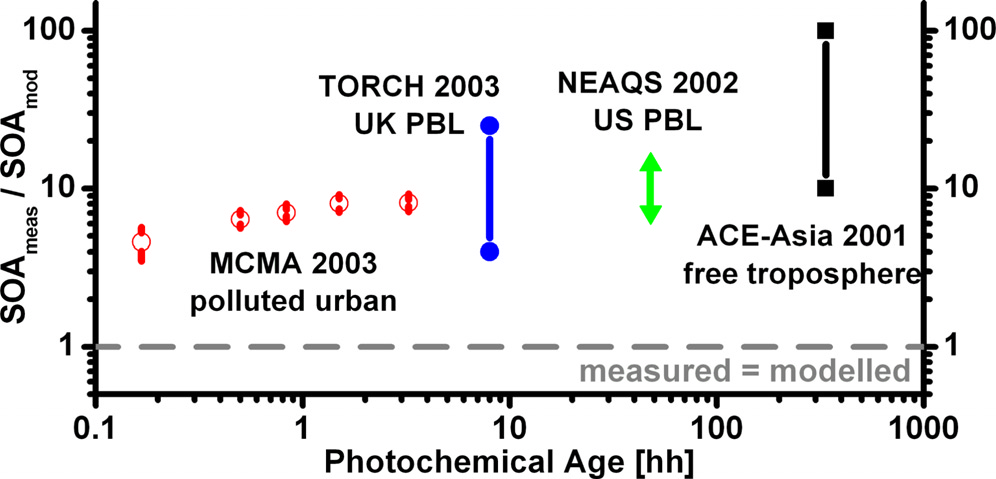 100
10
1
SOAmeas / SOAmod
TORCH 2003
UK PBL
NEAQS 2002
US PBL
MCMA 2003
polluted urban
ACE-Asia 2001
free troposphere
measured = modelled
100
10
1
0.1
1
10
100
1000
Photochemical Age [hh]